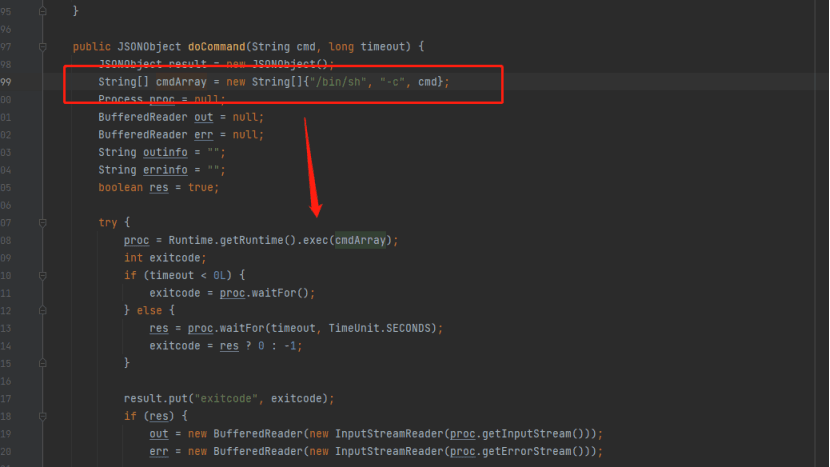 95 }
96
97 public JSONObject doCommand(String cmd, long timeout) {
98 JSONObject result = new JSONObject();
99 String[] cmdArray = new String[]{"/bin/sh", "-c", cmd};
00 Process proc = null;
01 BufferedReader out = null;
02 BufferedReader err = null;
03 String outinfo = "";
04 String errinfo = "";
05 boolean res = true;
06
07 try {
08 proc = Runtime.getRuntime().exec(cmdArray);
09 int exitcode;
10 if (timeout < 0L) {
11 exitcode = proc.waitFor();
12 } else {
13 res = proc.waitFor(timeout, TimeUnit.SECONDS);
14 exitcode = res ? 0 : -1;
15 }
16
17 result.put("exitcode", exitcode);
18 if (res) {
19 out = new BufferedReader(new InputStreamReader(proc.getInputStream()));
20 err = new BufferedReader(new InputStreamReader(proc.getErrorStream()));